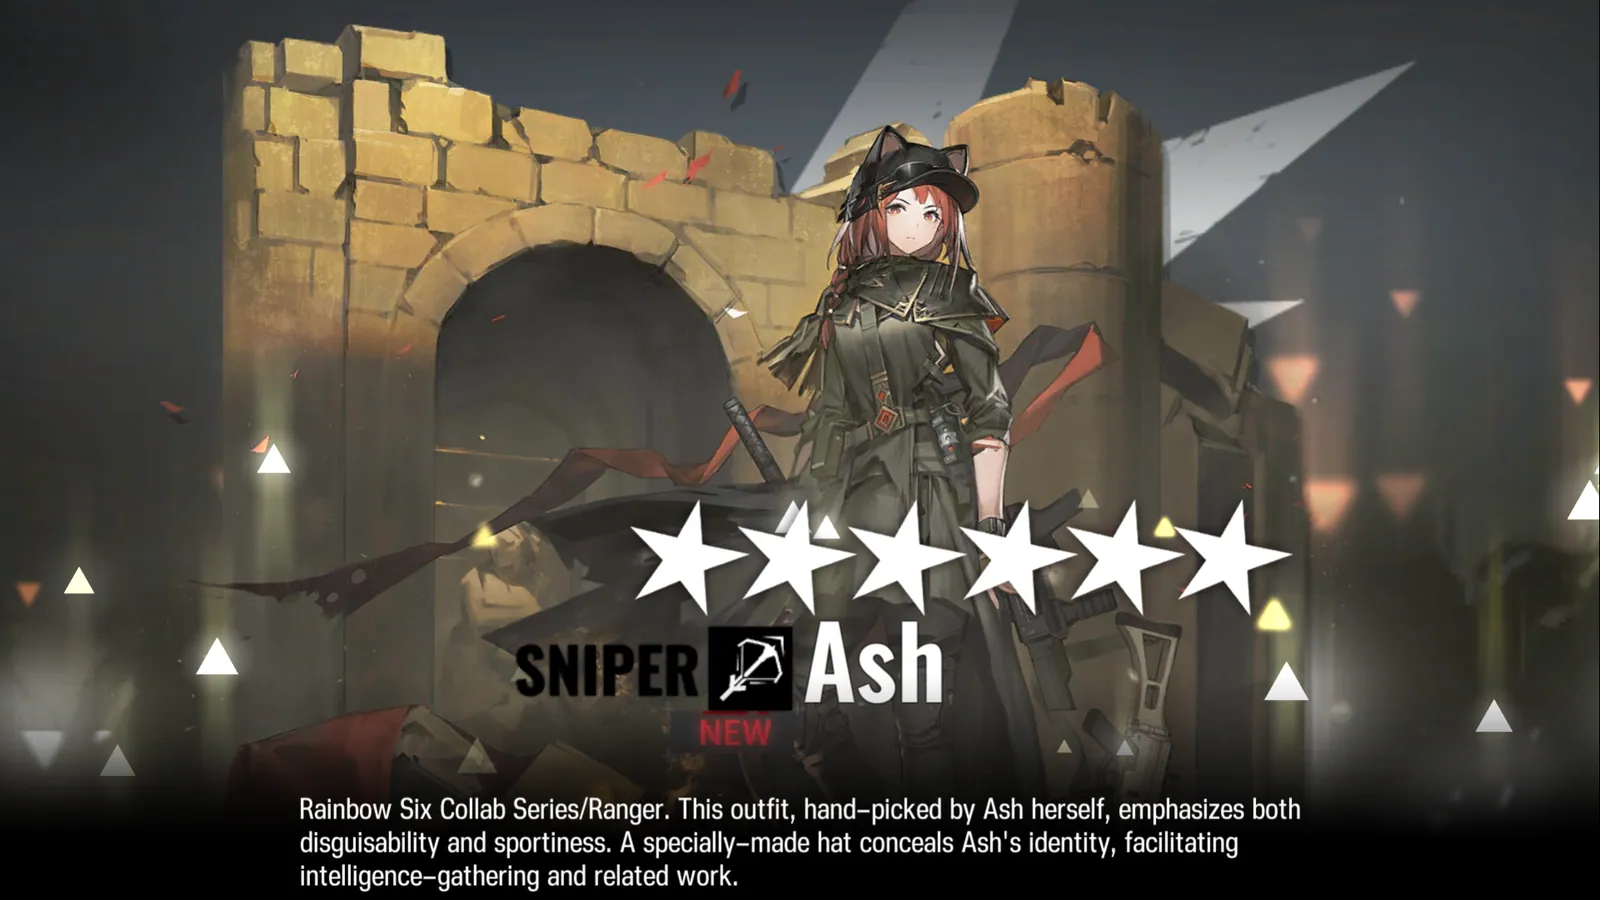 SNIPER Ash
NEW
Rainbow Six Collab Series/Ranger. This outfit, hand-picked by Ash herself, emphasizes both
disguisability and sportiness. A specially-made hat conceals Ash's identity, facilitating
intelligence-gathering and related work.